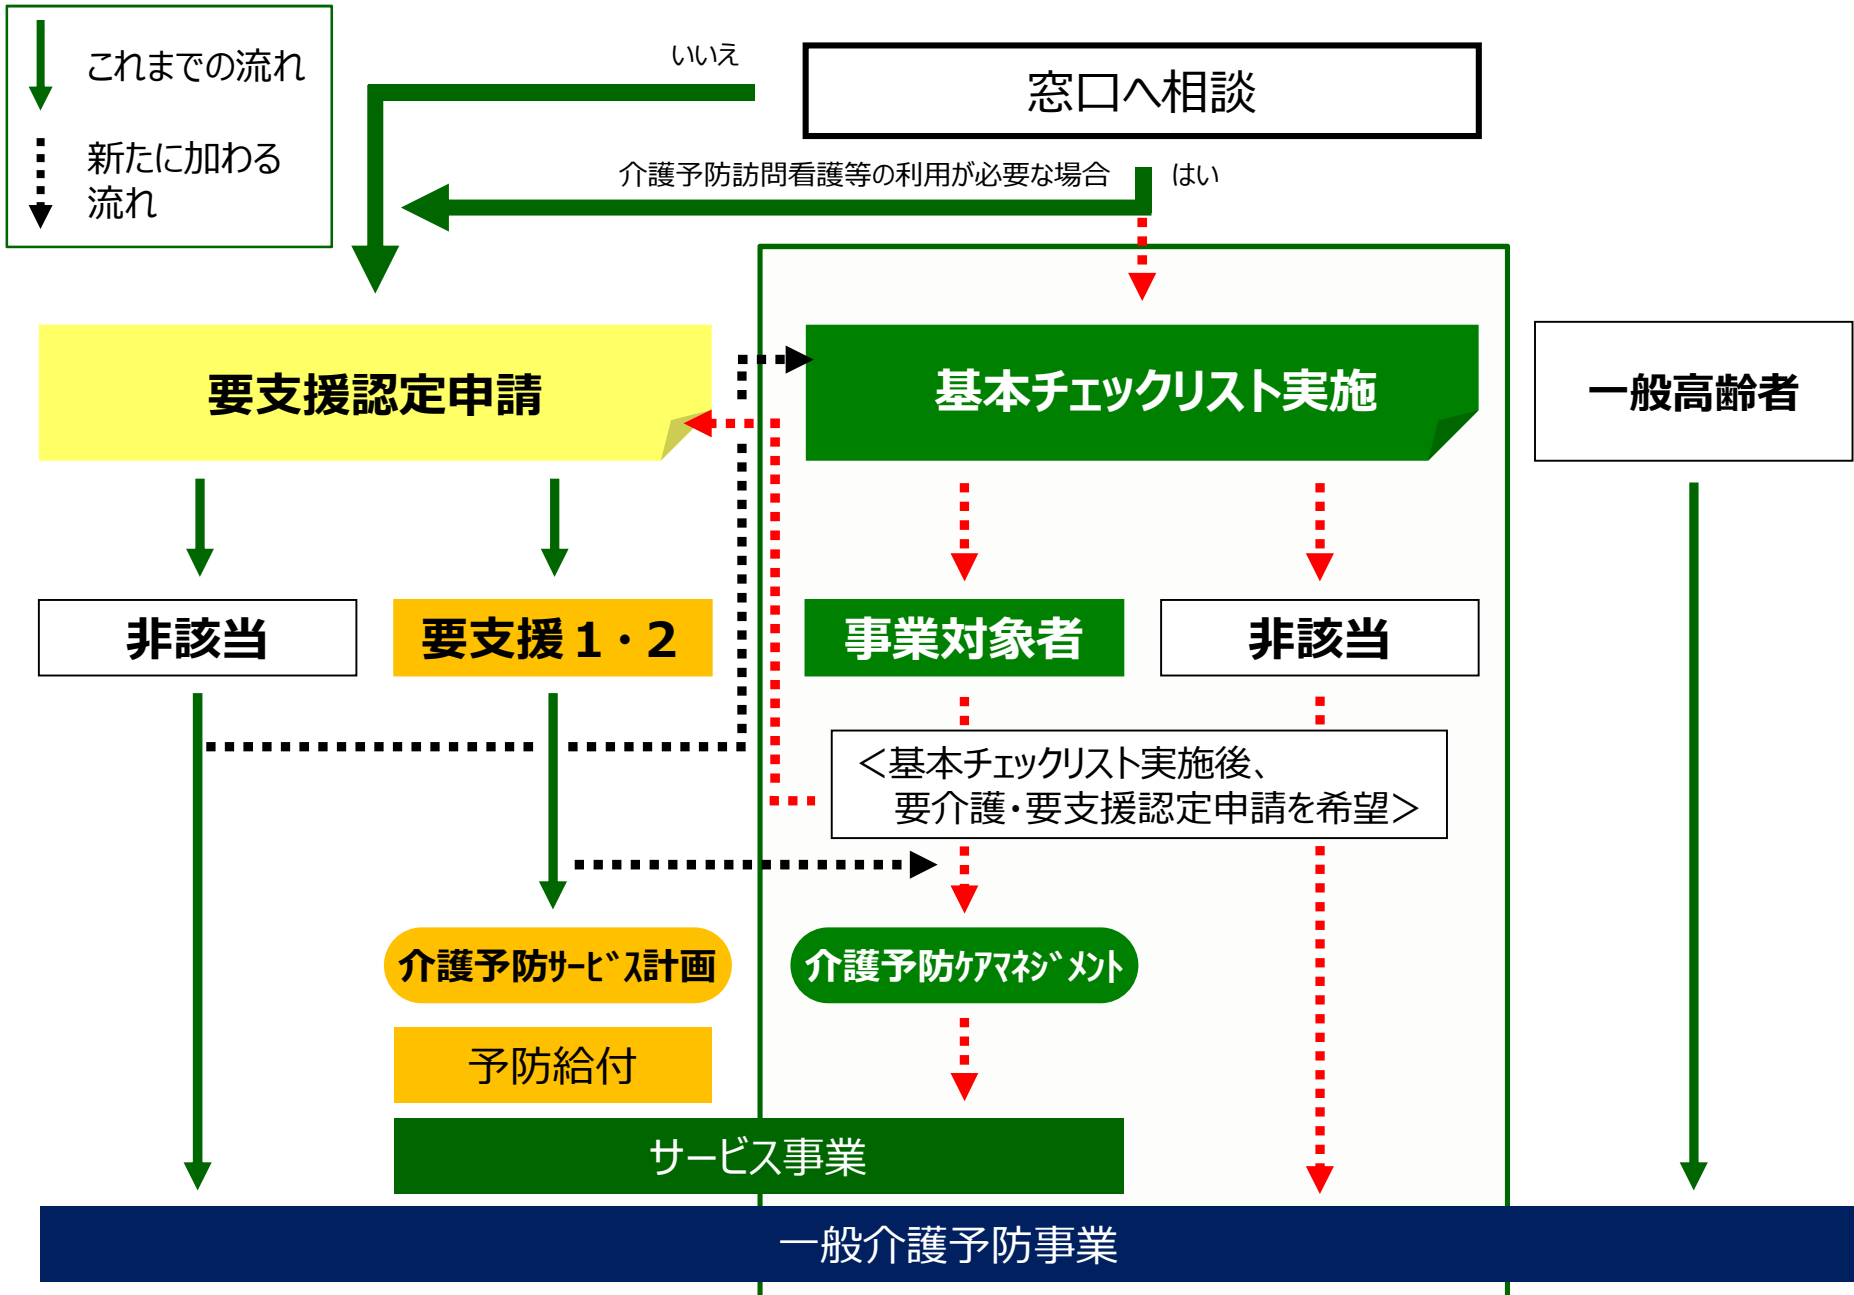 これまでの流れ
新たに加わる
流れ
いいえ
窓口へ相談
介護予防訪問看護等の利用が必要な場合
はい
要支援認定申請
基本チェックリスト実施
一般高齢者
非該当
要支援１・２
事業対象者
非該当
＜基本チェックリスト実施後、
要介護・要支援認定申請を希望＞
介護予防ｻｰﾋﾞｽ計画
介護予防ｹｱﾏﾈｼﾞﾒﾝﾄ
予防給付
サービス事業
一般介護予防事業